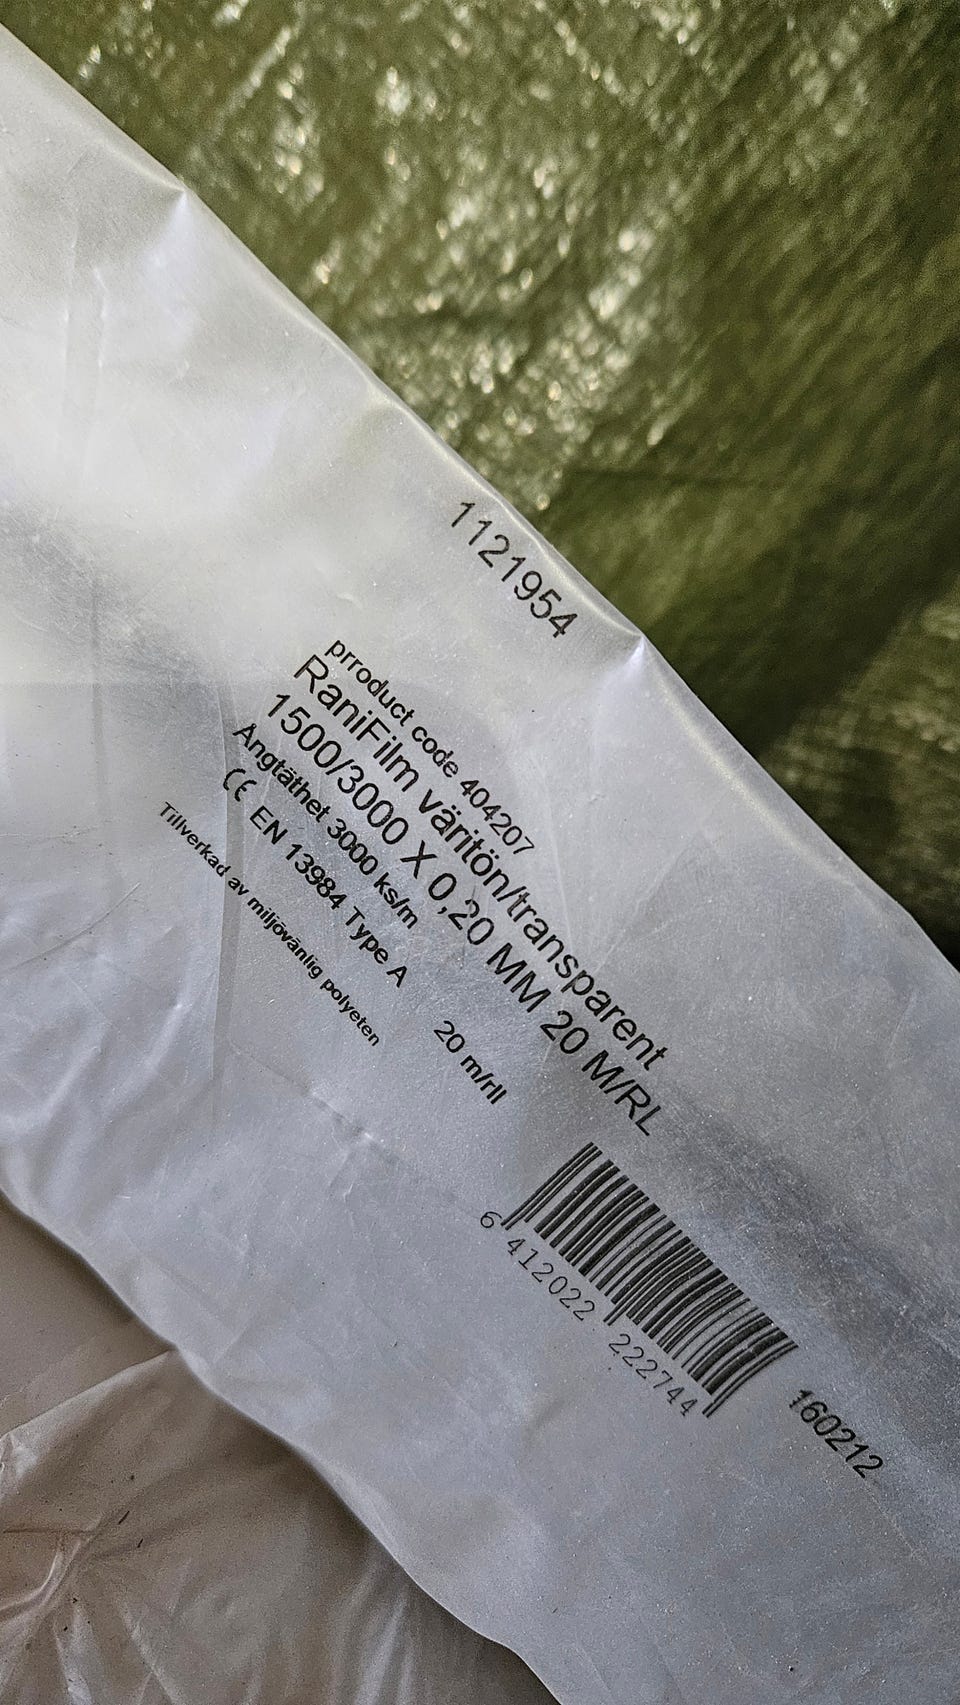 1121954
prroduct code 404207
RaniFilm väritön/transparent
1500/3000 X 0,20 MM 20 M/RL
Ångtäthet 3000 ks/m
CE EN 13984 Type A 20 m/rll
Tillverkad av miljövänlig polyeten
6 412022 222744
160212